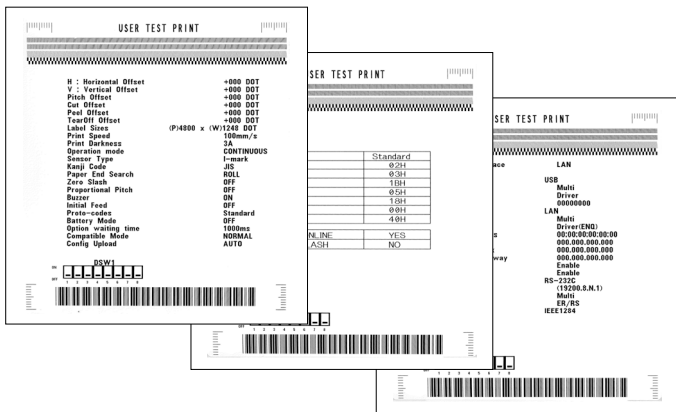 USER TEST PRINT
H : Horizontal Offset +000 DOT
V : Vertical Offset +000 DOT
Pitch Offset +000 DOT
Cut Offset +000 DOT
Peel Offset +000 DOT
TearOff Offset +000 DOT
Label Sizes (P)4800 x (W)1248 DOT
Print Speed 100mm/s
Print Darkness 3A
Operation mode CONTINUOUS
Sensor Type I-mark
Kanji Code JIS
Paper End Search ROLL
Zero Slash OFF
Proportional Pitch OFF
Buzzer ON
Initial Feed OFF
Proto-codes Standard
Battery Mode OFF
Option waiting time 1000ms
Compatible Mode NORMAL
Config Upload AUTO
DSW1
ON
OFF
1 2 3 4 5 6 7 8
SER TEST PRINT
Standard
02H
03H
1BH
05H
18H
00H
40H
NLINE YES
LASH NO
OFF
1 2 3 4 5 6 7 8
SER TEST PRINT
ace LAN
USB
Multi
Driver
00000000
LAN
Multi
Driver(ENQ)
S 00:00:00:00:00:00
000.000.000.000
000.000.000.000
way 000.000.000.000
Enable
Enable
RS-232C
(19200.8.N.1)
Multi
ER/RS
IEEE1284
1 2 3 4 5 6 7 8